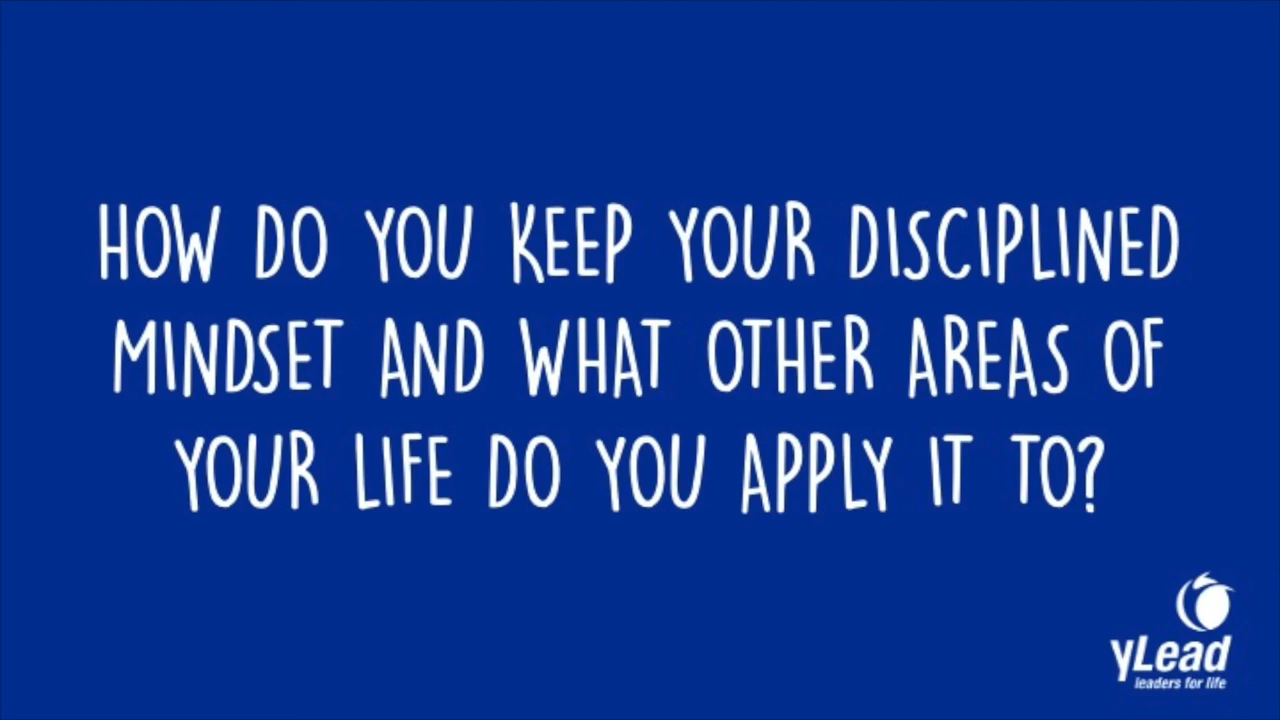 HOW DO YOU KEEP YOUR DISCIPLINED
MINDSET AND WHAT OTHER AREAS OF
YOUR LIFE DO YOU APPLY IT TO?
yLead
leaders for life